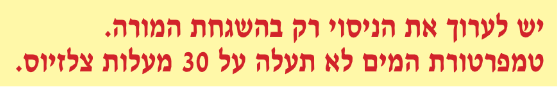 יש לערוך את הניסוי רק בהשגחת המורה.
טמפרטורת המים לא תעלה על 30 מעלות צלזיוס.